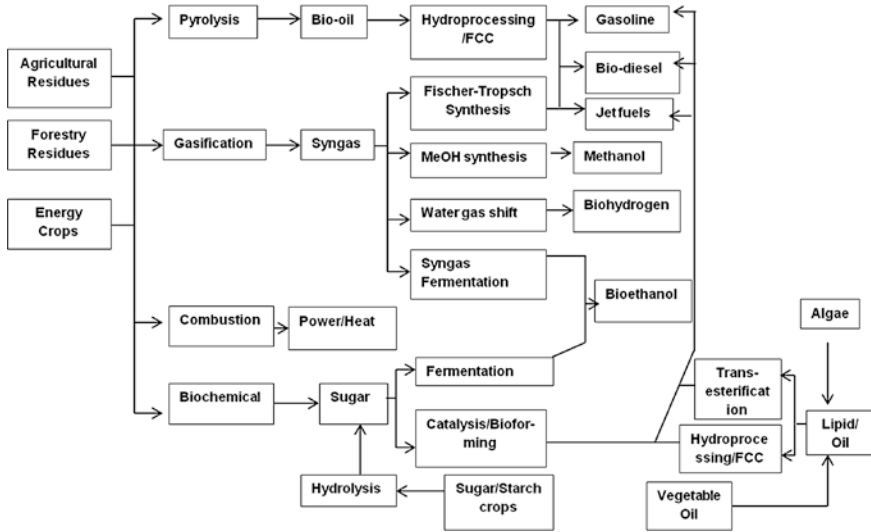 Pyrolysis
Bio-oil
Hydroprocessing
/FCC
Gasoline
Agricultural
Residues
Bio-diesel
Fischer-Tropsch
Synthesis
Jetfuels
Forestry
Residues
Gasification
Syngas
MeOH synthesis
Methanol
Energy
Crops
Water gas shift
Biohydrogen
Syngas
Fermentation
Bioethanol
Combustion
Power/Heat
Algae
Fermentation
Trans-
esterificat
ion
Biochemical
Sugar
Catalysis/Biofor-
ming
Lipid/
Oil
Hydroproce
ssing/FCC
Hydrolysis
Sugar/Starch
crops
Vegetable
Oil